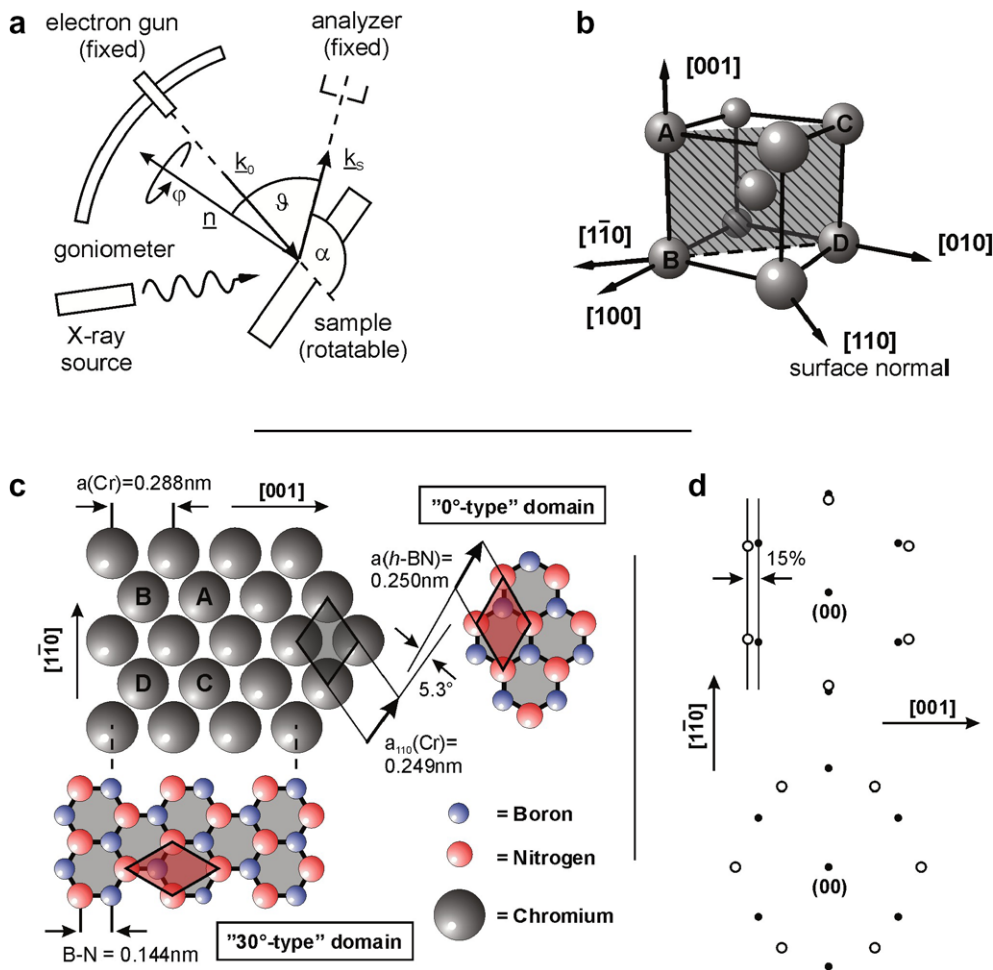 a
electron gun
(fixed)
analyzer
(fixed)
k₀
kₛ
φ
n
ϑ
α
goniometer
X-ray
source
sample
(rotatable)
b
[001]
A
C
[11̄0]
B
D
[010]
[100]
[110]
surface normal
c
a(Cr)=0.288nm
[001]
"0°-type" domain
a(h-BN)=
0.250nm
B
A
[11̄0]
D
C
5.3°
a₁₁₀(Cr)=
0.249nm
= Boron
= Nitrogen
= Chromium
B-N = 0.144nm
"30°-type" domain
d
15%
(00)
[11̄0]
[001]
(00)